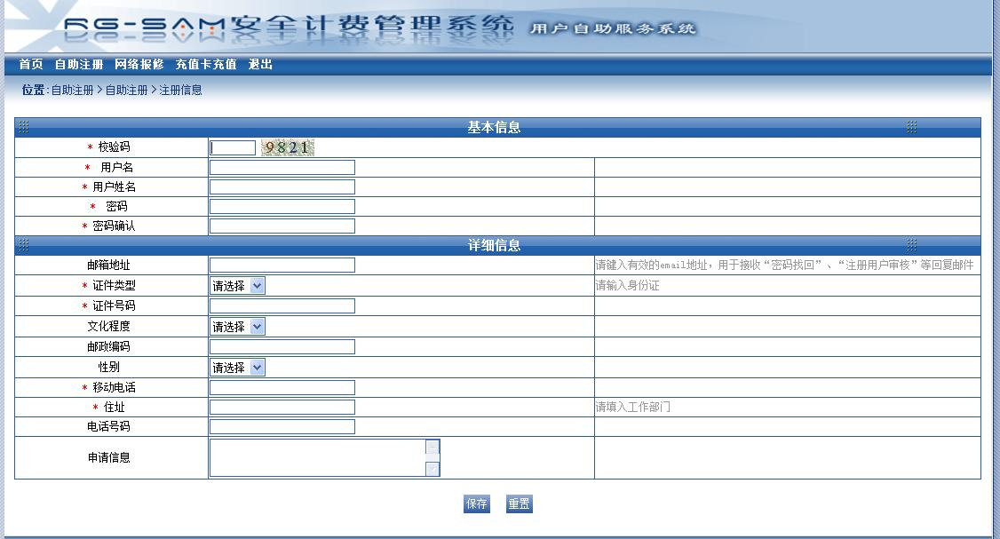 RG-SAM安全计费管理系统 用户自助服务系统
首页 自助注册 网络报修 充值卡充值 退出
位置:自助注册>自助注册>注册信息
基本信息
* 校验码 9821
* 用户名
* 用户姓名
* 密码
* 密码确认
详细信息
邮箱地址 请键入有效的email地址，用于接收“密码找回”、“注册用户审核”等回复邮件
* 证件类型 请选择 请输入身份证
* 证件号码
文化程度 请选择
邮政编码
性别 请选择
* 移动电话
* 住址 请填入工作部门
电话号码
申请信息
保存 重置